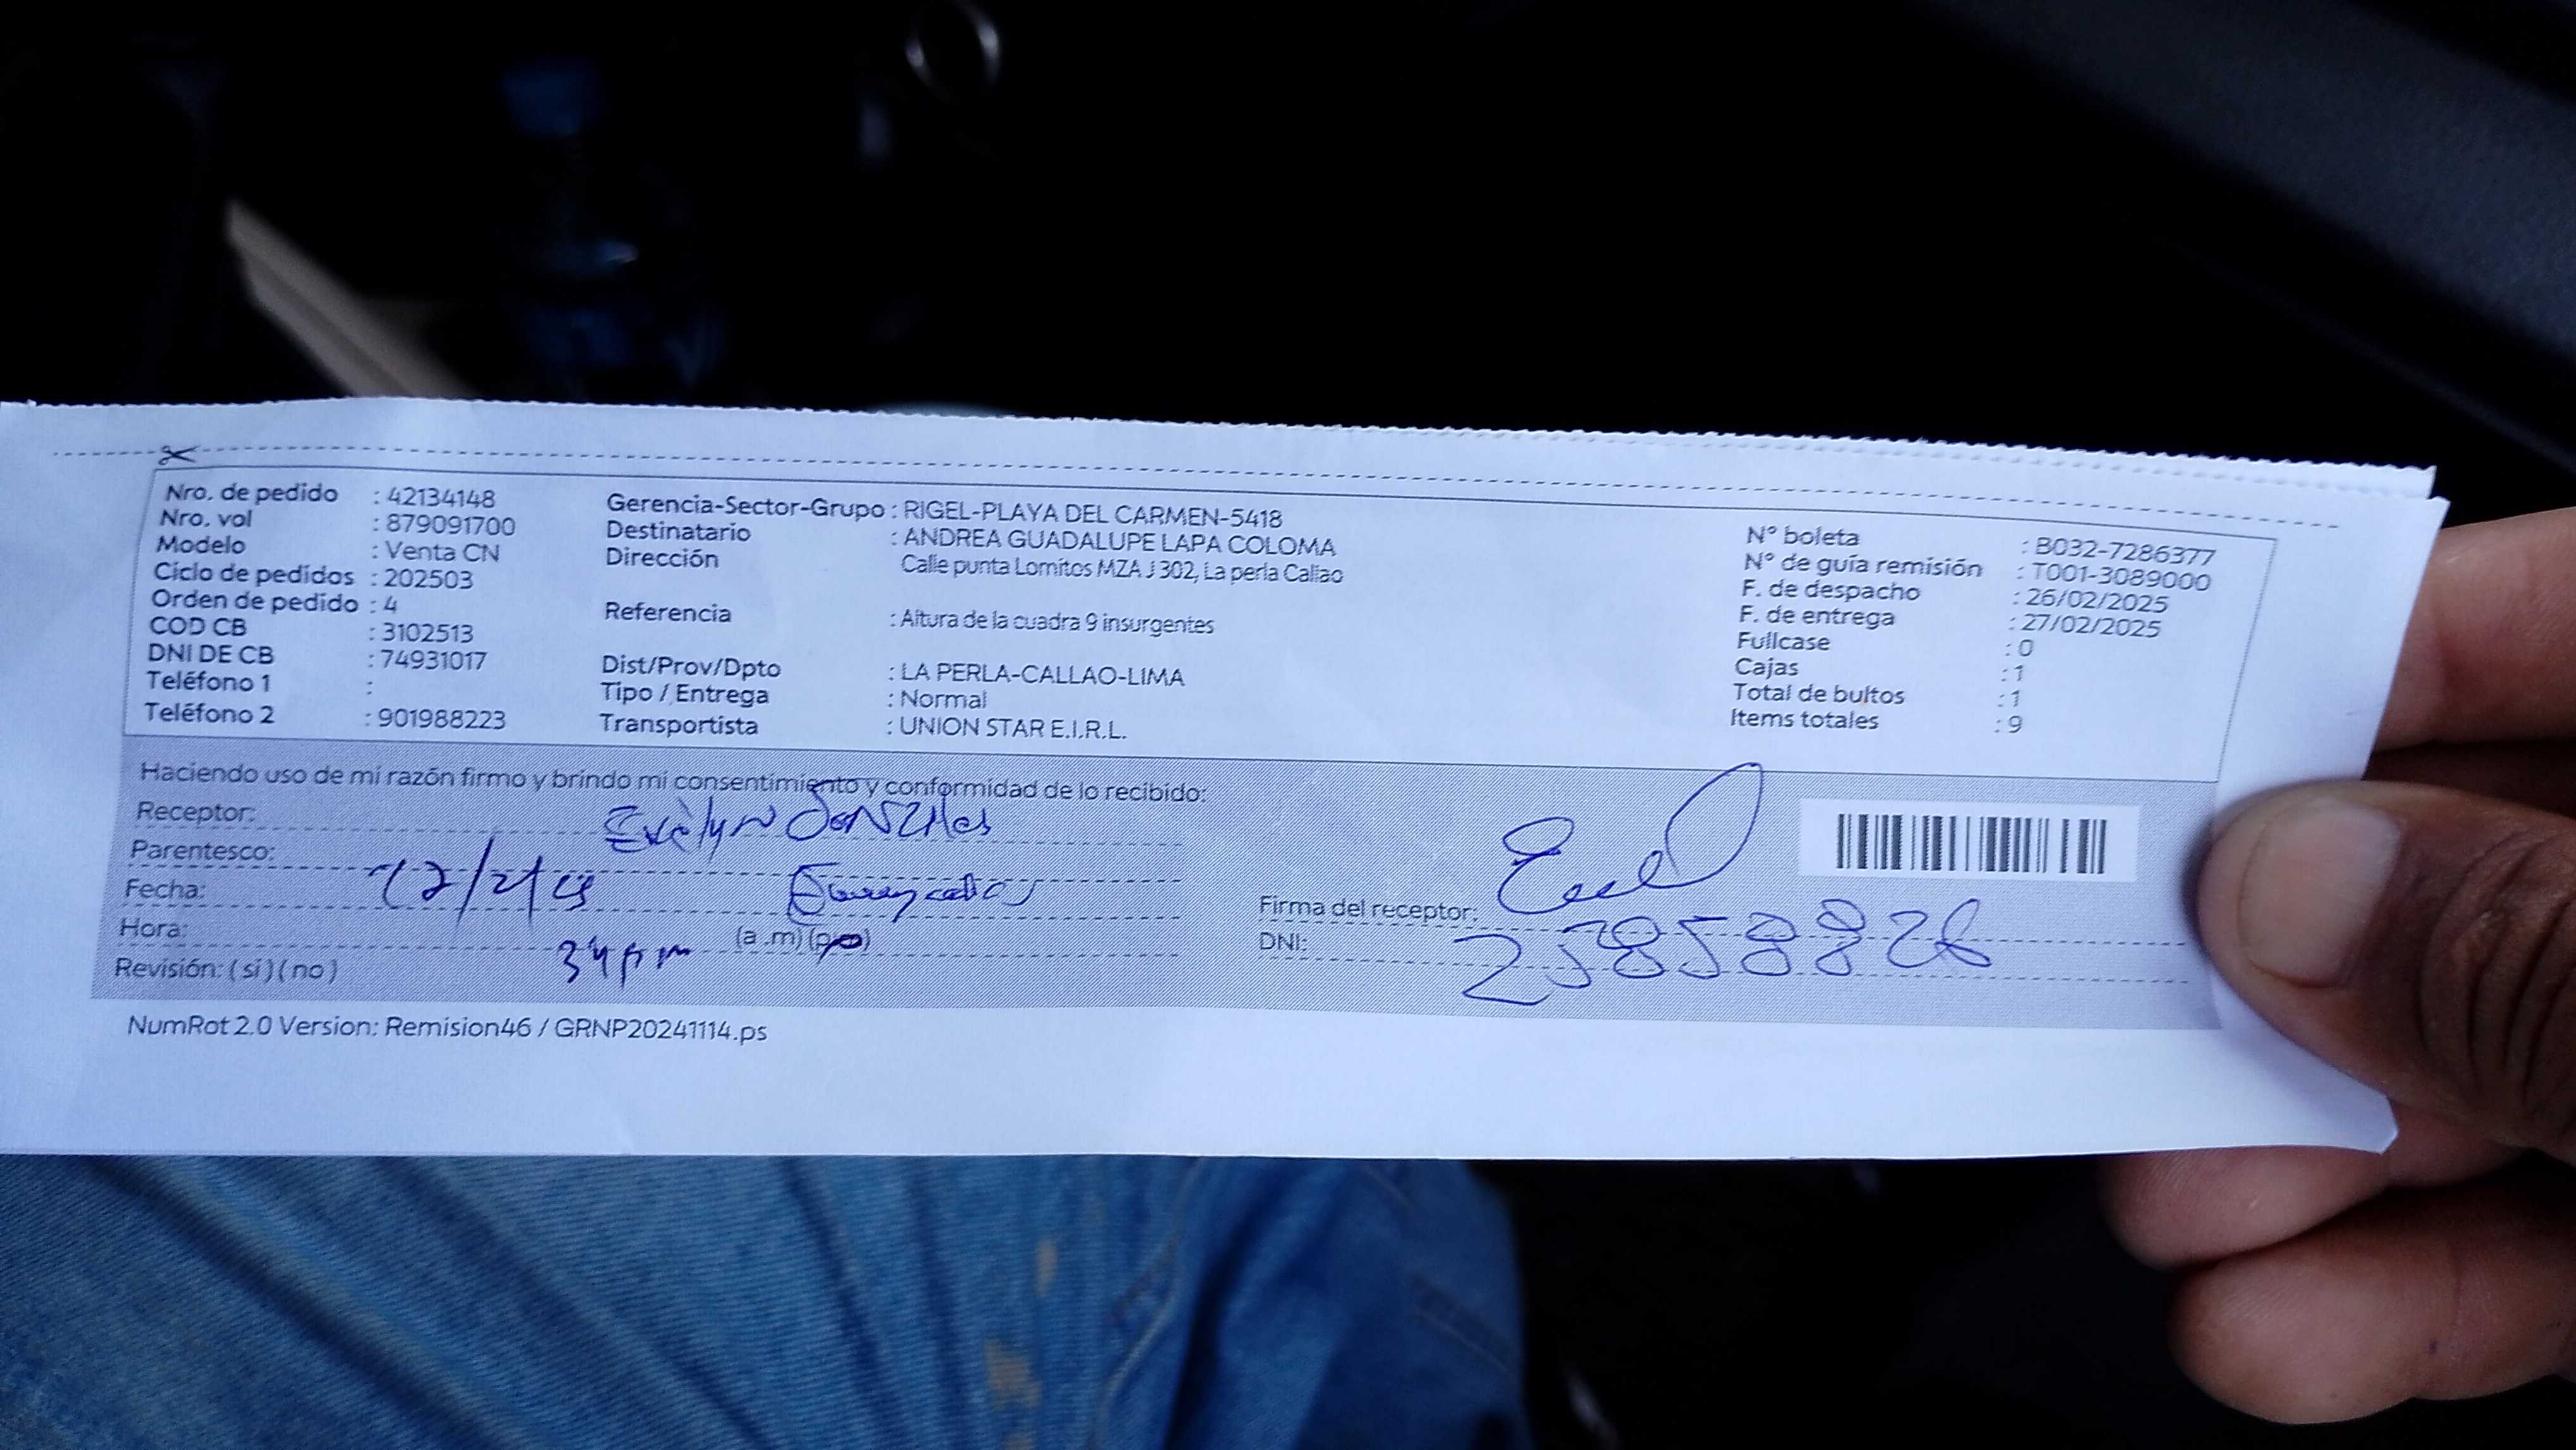 Nro. de pedido : 42134148
Nro. vol : 879091700
Modelo : Venta CN
Ciclo de pedidos : 202503
Orden de pedido : 4
COD CB : 3102513
DNI DE CB : 74931017
Teléfono 1 :
Teléfono 2 : 901988223
Gerencia-Sector-Grupo : RIGEL-PLAYA DEL CARMEN-5418
Destinatario : ANDREA GUADALUPE LAPA COLOMA
Dirección Calle punta Lomitos MZA J 302, La perla Callao
Referencia : Altura de la cuadra 9 insurgentes
Dist/Prov/Dpto : LA PERLA-CALLAO-LIMA
Tipo / Entrega : Normal
Transportista : UNION STAR E.I.R.L.
N° boleta : B032-7286377
N° de guía remisión : T001-3089000
F. de despacho : 26/02/2025
F. de entrega : 27/02/2025
Fullcase : 0
Cajas : 1
Total de bultos : 1
Items totales : 9
Haciendo uso de mi razón firmo y brindo mi consentimiento y conformidad de lo recibido:
Receptor: Evelyn Gonzales
Parentesco:
Fecha:
Hora: (a .m) (p
Revisión: ( si ) ( no )
Firma del receptor:
DNI: 25858826
NumRot 2.0 Version: Remision46 / GRNP20241114.ps